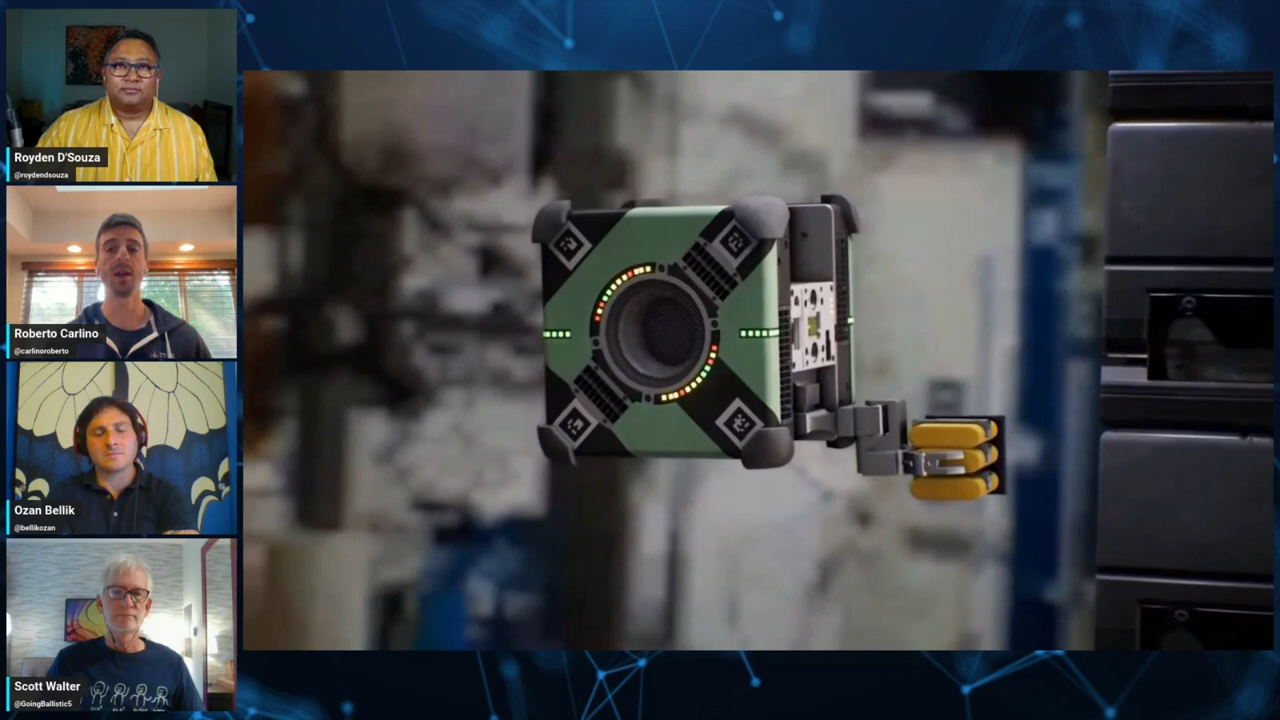 Royden D'Souza
@roydendsouza
Roberto Carlino
@carlinoroberto
Ozan Bellik
@bellikozan
Scott Walter
@GoingBallistic5